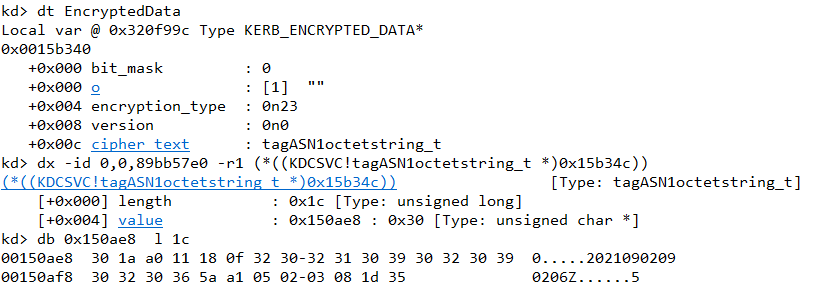 kd> dt EncryptedData
Local var @ 0x320f99c Type KERB_ENCRYPTED_DATA*
0x0015b340
   +0x000 bit_mask         : 0
   +0x000 o                : [1]  ""
   +0x004 encryption_type  : 0n23
   +0x008 version          : 0n0
   +0x00c cipher_text      : tagASN1octetstring_t
kd> dx -id 0,0,89bb57e0 -r1 (*((KDCSVC!tagASN1octetstring_t *)0x15b34c))
(*((KDCSVC!tagASN1octetstring_t *)0x15b34c))                 [Type: tagASN1octetstring_t]
    [+0x000] length           : 0x1c [Type: unsigned long]
    [+0x004] value            : 0x150ae8 : 0x30 [Type: unsigned char *]
kd> db 0x150ae8  l 1c
00150ae8  30 1a a0 11 18 0f 32 30-32 31 30 39 30 32 30 39  0.....2021090209
00150af8  30 32 30 36 5a a1 05 02-03 08 1d 35              0206Z......5